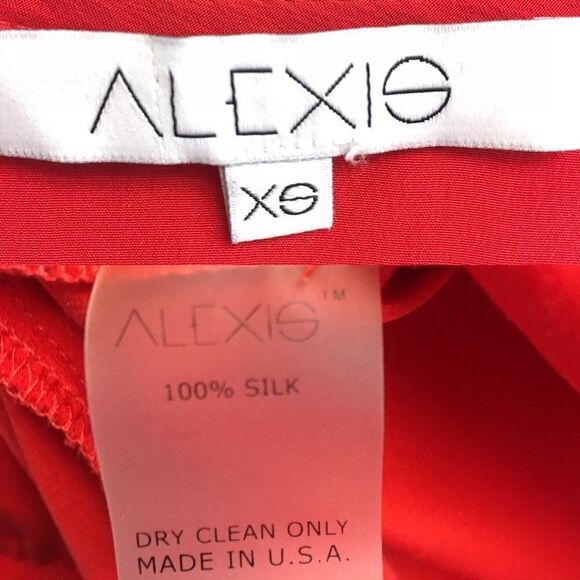 ALEXIS
XS
ALEXIS™
100% SILK
DRY CLEAN ONLY
MADE IN U.S.A.